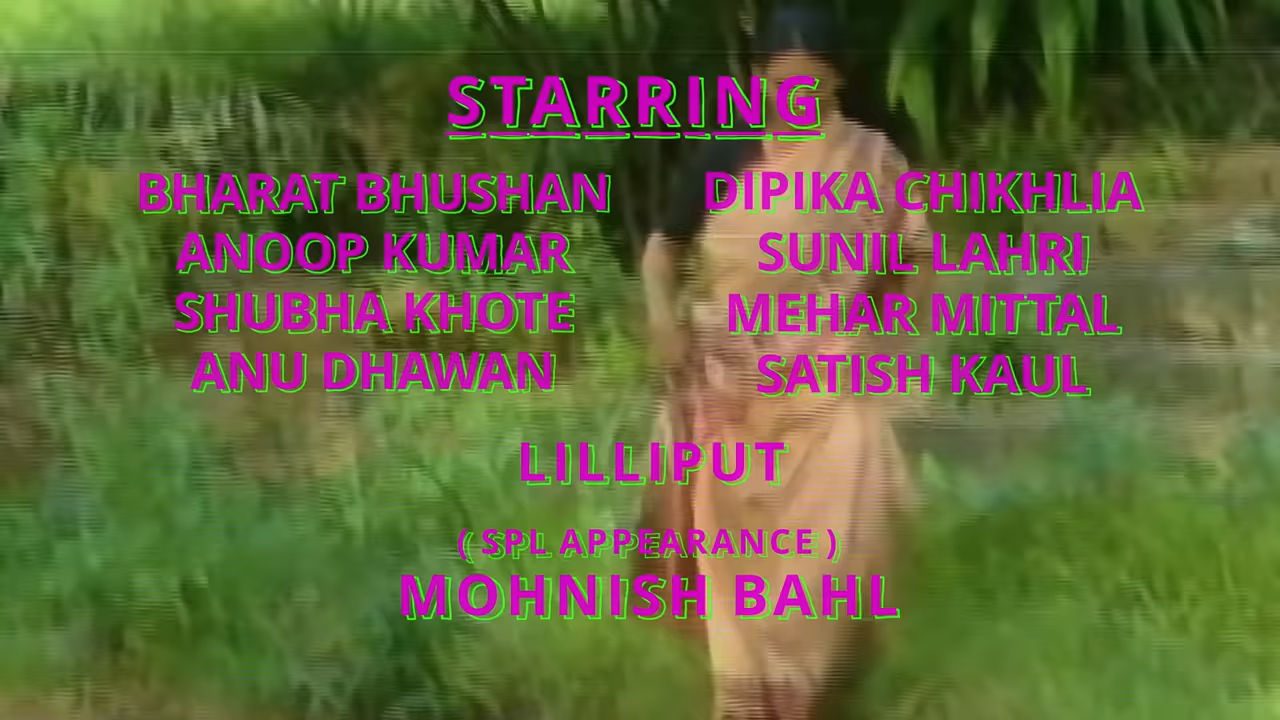 STARRING
BHARAT BHUSHAN
DIPIKA CHIKHLIA
ANOOP KUMAR
SUNIL LAHRI
SHUBHA KHOTE
MEHAR MITTAL
ANU DHAWAN
SATISH KAUL
LILLIPUT
( SPL APPEARANCE )
MOHNISH BAHL